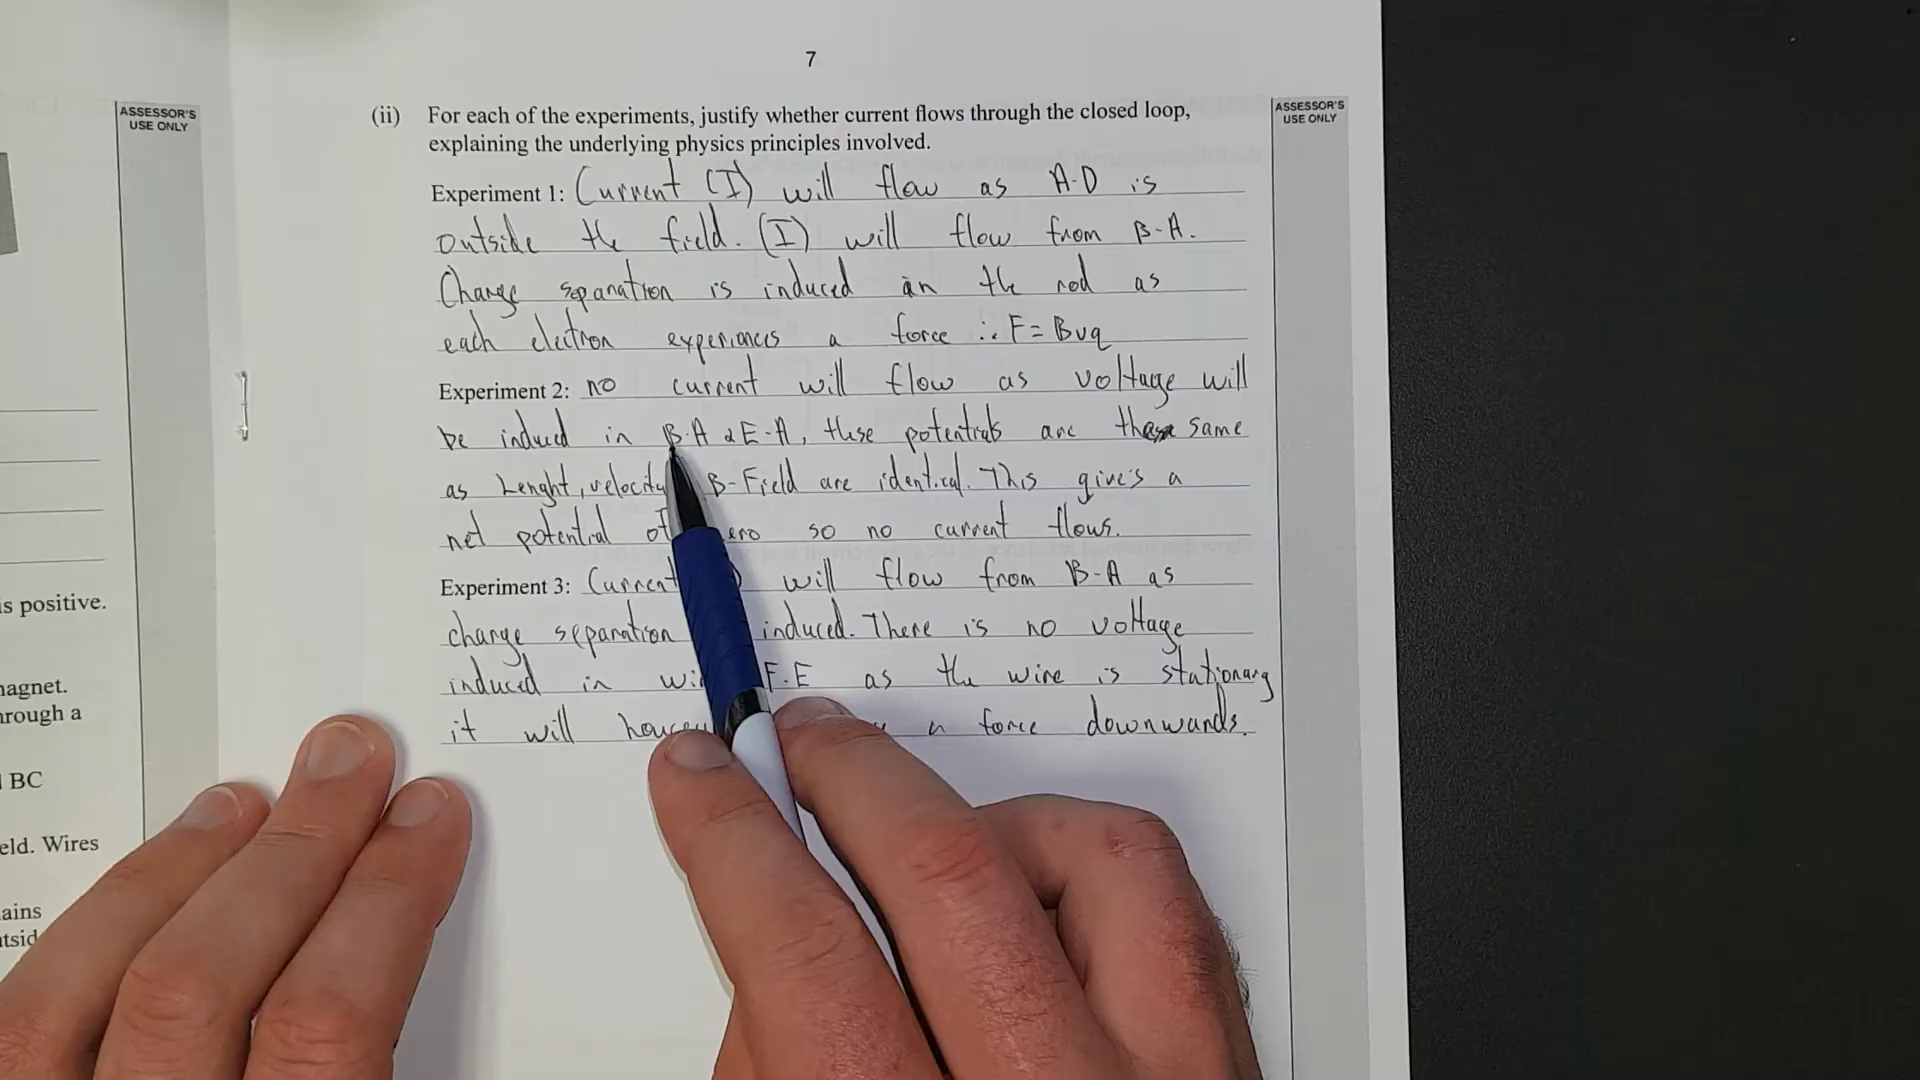 7
ASSESSOR'S
USE ONLY
ASSESSOR'S
USE ONLY
(ii) For each of the experiments, justify whether current flows through the closed loop,
explaining the underlying physics principles involved.
Experiment 1: Current (I) will flow as A-D is
outside the field. (I) will flow from B-A.
Charge separation is induced in the rod as
each electron experiances a force ∴ F = Bvq
Experiment 2: no current will flow as voltage will
be induced in B-A & E-A, these potentials are the same
as Lenght, velocity B-Field are identical. This give's a
net potential of so no current flows.
Experiment 3: Current will flow from B-A as
charge separation induced. There is no voltage
induced in F-E as the wire is stationary
it will a force downwards.
is positive.
magnet.
through a
BC
eld. Wires